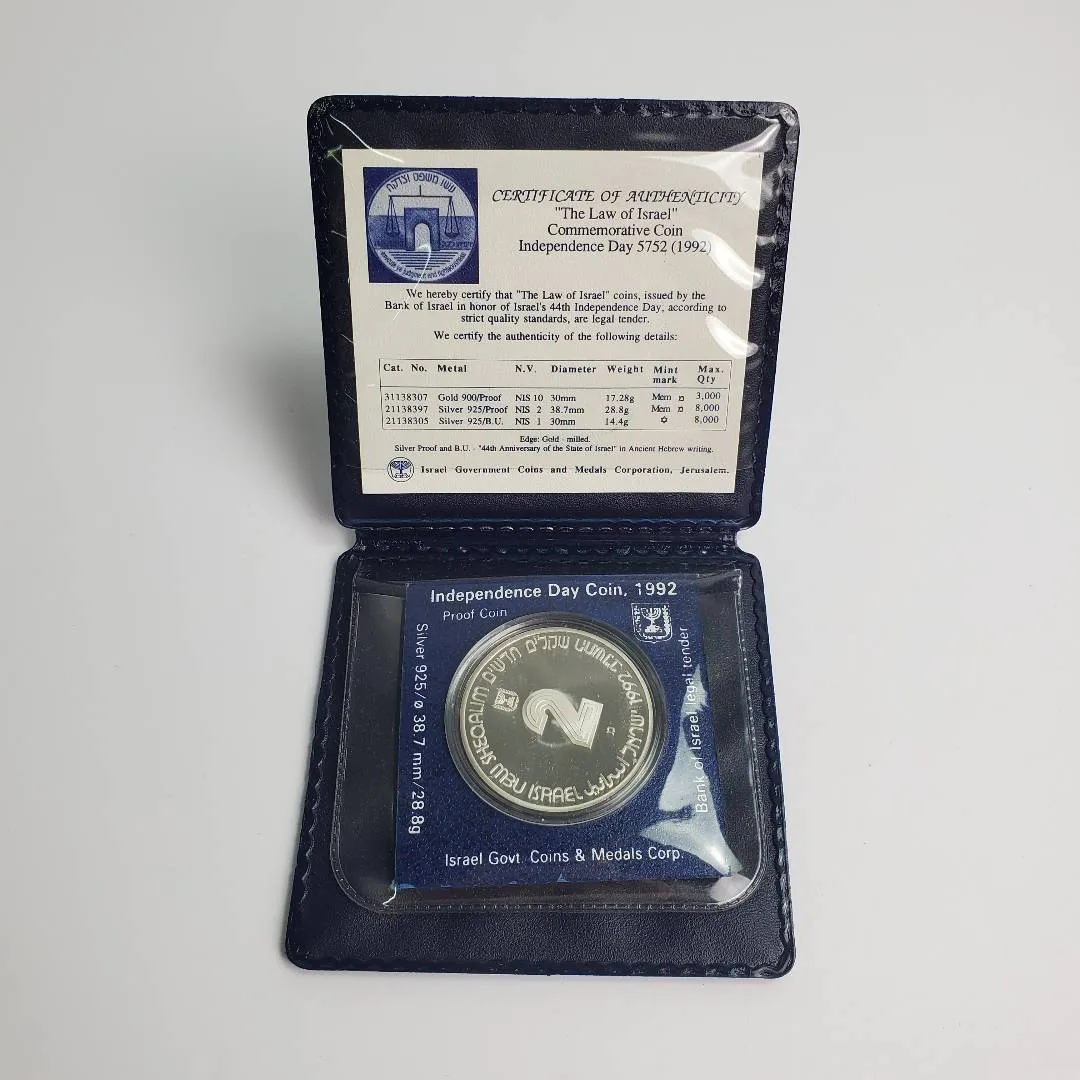 עשו משפט וצדקה
CERTIFICATE OF AUTHENTICITY
"The Law of Israel"
Commemorative Coin
Independence Day 5752 (1992)
We hereby certify that "The Law of Israel" coins, issued by the
Bank of Israel in honor of Israel's 44th Independence Day, according to
strict quality standards, are legal tender.
We certify the authenticity of the following details:
Cat. No. Metal N.V. Diameter Weight Mint mark Max. Qty
31138307 Gold 900/Proof NIS 10 30mm 17.28g Mem מ 3,000
21138397 Silver 925/Proof NIS 2 38.7mm 28.8g Mem מ 8,000
21138305 Silver 925/B.U. NIS 1 30mm 14.4g ✡ 8,000
Edge: Gold - milled.
Silver Proof and B.U. - "44th Anniversary of the State of Israel" in Ancient Hebrew writing.
Israel Government Coins and Medals Corporation, Jerusalem.
Independence Day Coin, 1992
Proof Coin
Silver 925/ø 38.7 mm/28.8g
שקלים חדשים
1992
2
מ
SHEQALIM
ISRAEL
اسرائيل
Bank of Israel legal tender
Israel Govt. Coins & Medals Corp.